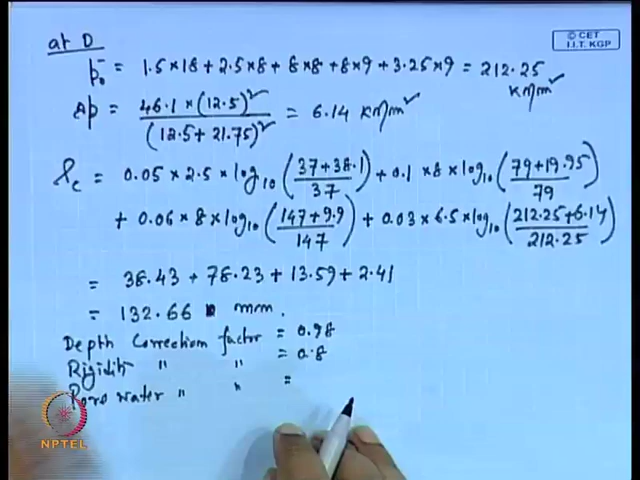 © CET
I.I.T. KGP
at D
p̄₀ = 1.5×18 + 2.5×8 + 8×8 + 8×9 + 3.25×9 = 212.25 kN/m²
Δp = 46.1 × (12.5)² / (12.5 + 21.75)² = 6.14 kN/m²
ρc = 0.05 × 2.5 × log₁₀ (37+38.1 / 37) + 0.1 × 8 × log₁₀ (79+19.95 / 79)
+ 0.06 × 8 × log₁₀ (147+9.9 / 147) + 0.03 × 6.5 × log₁₀ (212.25+6.14 / 212.25)
= 38.43 + 78.23 + 13.59 + 2.41
= 132.66 mm.
Depth Correction factor = 0.98
Rigidity " " = 0.8
Pore water " " =
NPTEL